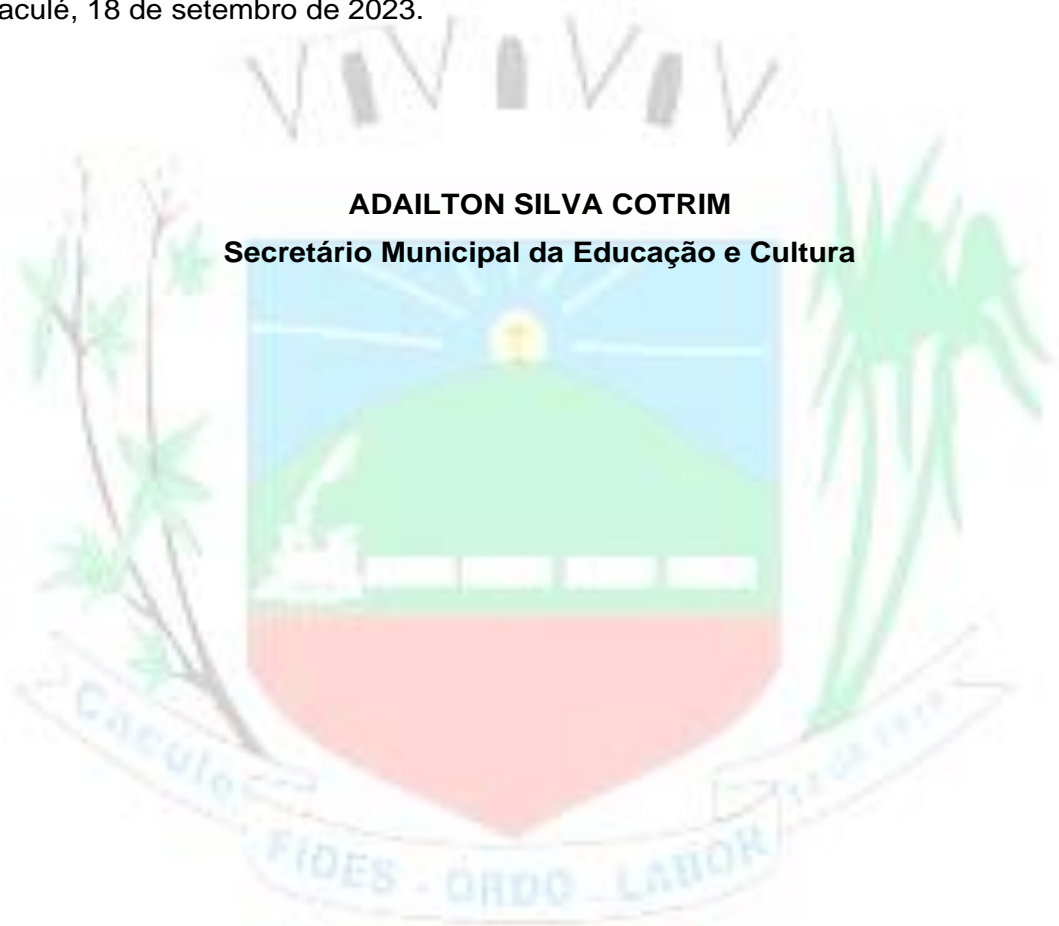 aculé, 18 de setembro de 2023.
ADAILTON SILVA COTRIM
Secretário Municipal da Educação e Cultura
FIDES - ORDO - LABOR